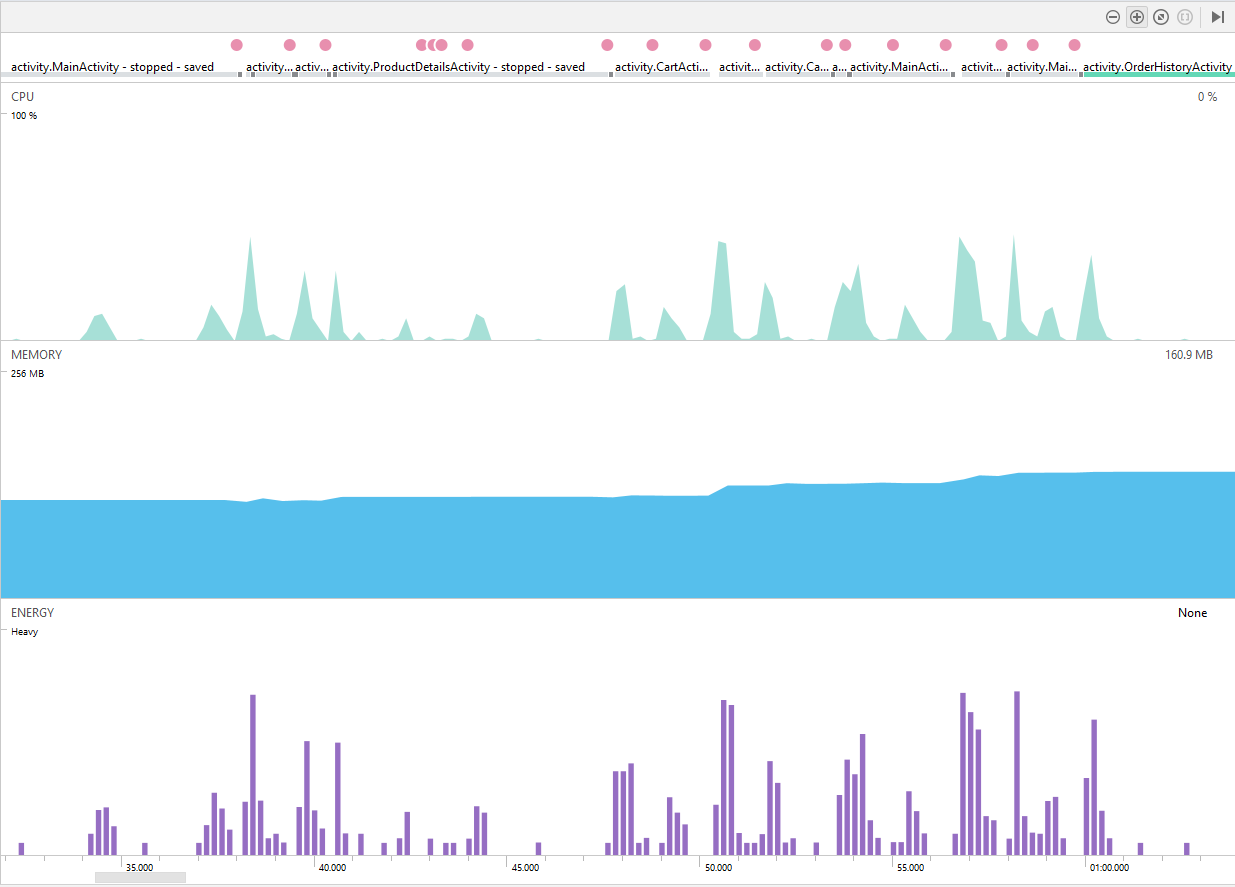 activity.MainActivity - stopped - saved activity... activ... activity.ProductDetailsActivity - stopped - saved activity.CartActi... activit... activity.Ca... a... activity.MainActi... activit... activity.Mai... activity.OrderHistoryActivity
CPU 0 %
100 %
MEMORY 160.9 MB
256 MB
ENERGY None
Heavy
35.000 40.000 45.000 50.000 55.000 01:00.000